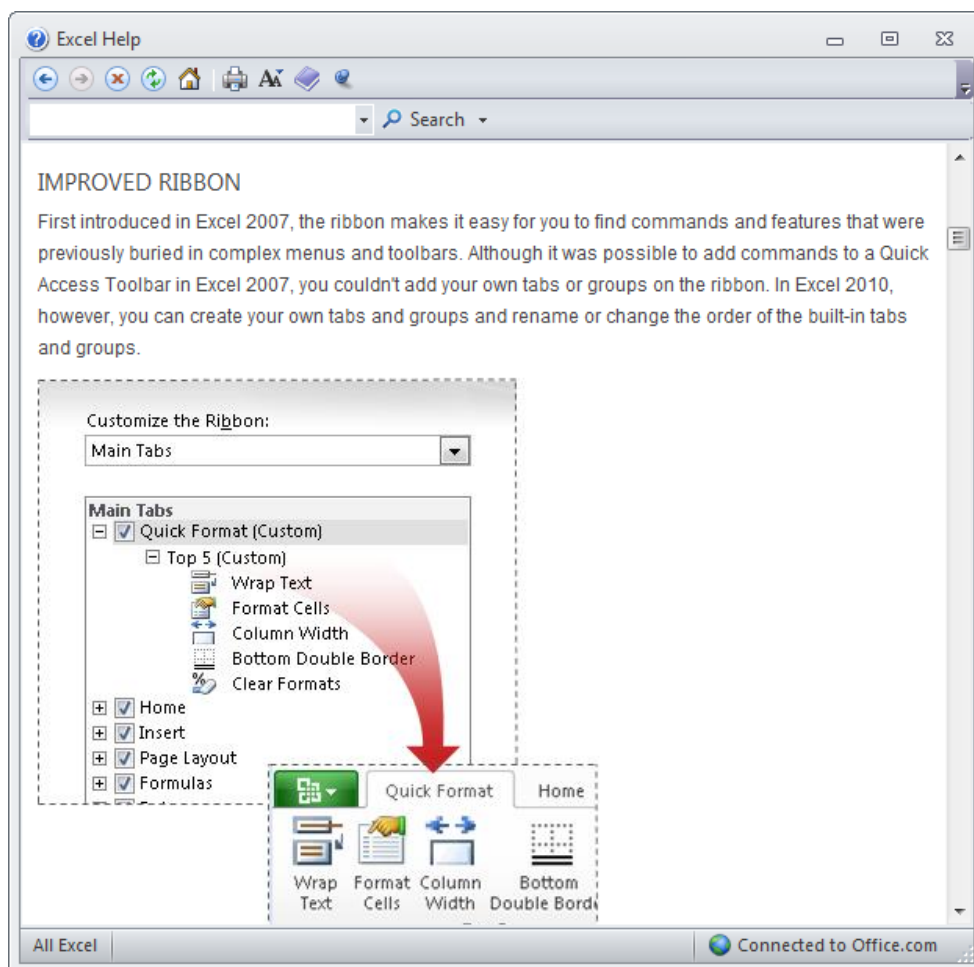 Excel Help
Search
IMPROVED RIBBON
First introduced in Excel 2007, the ribbon makes it easy for you to find commands and features that were
previously buried in complex menus and toolbars. Although it was possible to add commands to a Quick
Access Toolbar in Excel 2007, you couldn't add your own tabs or groups on the ribbon. In Excel 2010,
however, you can create your own tabs and groups and rename or change the order of the built-in tabs
and groups.
Customize the Ribbon:
Main Tabs
Main Tabs
Quick Format (Custom)
Top 5 (Custom)
Wrap Text
Format Cells
Column Width
Bottom Double Border
Clear Formats
Home
Insert
Page Layout
Formulas
Quick Format Home
Wrap Format Column Bottom
Text Cells Width Double Bord
All Excel Connected to Office.com